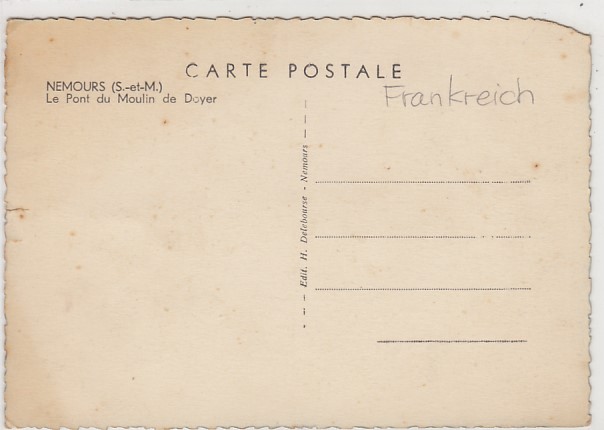 CARTE POSTALE
NEMOURS (S.-et-M.)
Le Pont du Moulin de Doyer
Frankreich
Edit. H. Delebourse - Nemours